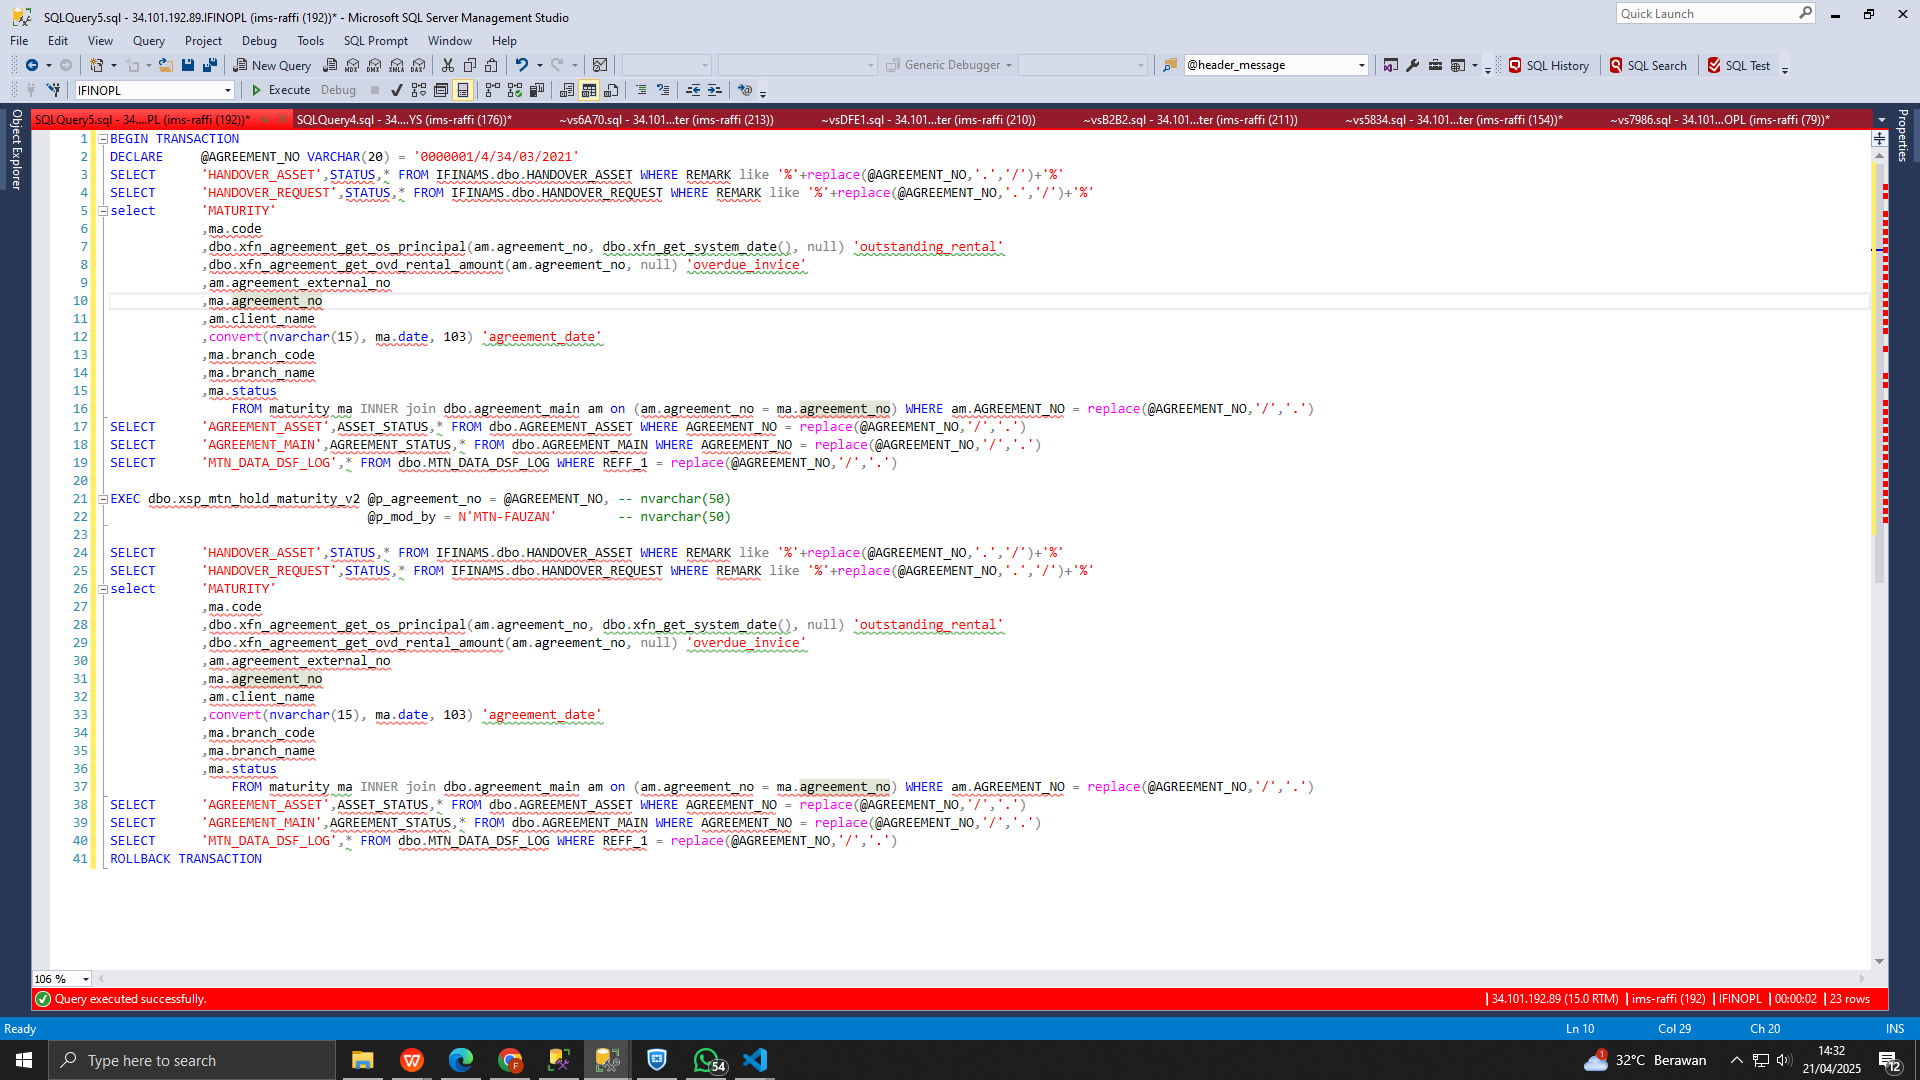 SQLQuery5.sql - 34.101.192.89.IFINOPL (ims-raffi (192))* - Microsoft SQL Server Management Studio
Quick Launch
File Edit View Query Project Debug Tools SQL Prompt Window Help
New Query MDX DMX XMLA DAX Generic Debugger @header_message SQL History SQL Search SQL Test
IFINOPL Execute Debug
SQLQuery5.sql - 34....PL (ims-raffi (192))* SQLQuery4.sql - 34....YS (ims-raffi (176))* ~vs6A70.sql - 34.101...ter (ims-raffi (213)) ~vsDFE1.sql - 34.101...ter (ims-raffi (210)) ~vsB2B2.sql - 34.101...ter (ims-raffi (211)) ~vs5834.sql - 34.101...ter (ims-raffi (154))* ~vs7986.sql - 34.101...OPL (ims-raffi (79))*
Object Explorer
Properties
1 BEGIN TRANSACTION
2 DECLARE @AGREEMENT_NO VARCHAR(20) = '0000001/4/34/03/2021'
3 SELECT 'HANDOVER_ASSET',STATUS,* FROM IFINAMS.dbo.HANDOVER_ASSET WHERE REMARK like '%'+replace(@AGREEMENT_NO,'.','/')+'%'
4 SELECT 'HANDOVER_REQUEST',STATUS,* FROM IFINAMS.dbo.HANDOVER_REQUEST WHERE REMARK like '%'+replace(@AGREEMENT_NO,'.','/')+'%'
5 select 'MATURITY'
6 ,ma.code
7 ,dbo.xfn_agreement_get_os_principal(am.agreement_no, dbo.xfn_get_system_date(), null) 'outstanding_rental'
8 ,dbo.xfn_agreement_get_ovd_rental_amount(am.agreement_no, null) 'overdue_invice'
9 ,am.agreement_external_no
10 ,ma.agreement_no
11 ,am.client_name
12 ,convert(nvarchar(15), ma.date, 103) 'agreement_date'
13 ,ma.branch_code
14 ,ma.branch_name
15 ,ma.status
16 FROM maturity ma INNER join dbo.agreement_main am on (am.agreement_no = ma.agreement_no) WHERE am.AGREEMENT_NO = replace(@AGREEMENT_NO,'/','.')
17 SELECT 'AGREEMENT_ASSET',ASSET_STATUS,* FROM dbo.AGREEMENT_ASSET WHERE AGREEMENT_NO = replace(@AGREEMENT_NO,'/','.')
18 SELECT 'AGREEMENT_MAIN',AGREEMENT_STATUS,* FROM dbo.AGREEMENT_MAIN WHERE AGREEMENT_NO = replace(@AGREEMENT_NO,'/','.')
19 SELECT 'MTN_DATA_DSF_LOG',* FROM dbo.MTN_DATA_DSF_LOG WHERE REFF_1 = replace(@AGREEMENT_NO,'/','.')
20
21 EXEC dbo.xsp_mtn_hold_maturity_v2 @p_agreement_no = @AGREEMENT_NO, -- nvarchar(50)
22 @p_mod_by = N'MTN-FAUZAN' -- nvarchar(50)
23
24 SELECT 'HANDOVER_ASSET',STATUS,* FROM IFINAMS.dbo.HANDOVER_ASSET WHERE REMARK like '%'+replace(@AGREEMENT_NO,'.','/')+'%'
25 SELECT 'HANDOVER_REQUEST',STATUS,* FROM IFINAMS.dbo.HANDOVER_REQUEST WHERE REMARK like '%'+replace(@AGREEMENT_NO,'.','/')+'%'
26 select 'MATURITY'
27 ,ma.code
28 ,dbo.xfn_agreement_get_os_principal(am.agreement_no, dbo.xfn_get_system_date(), null) 'outstanding_rental'
29 ,dbo.xfn_agreement_get_ovd_rental_amount(am.agreement_no, null) 'overdue_invice'
30 ,am.agreement_external_no
31 ,ma.agreement_no
32 ,am.client_name
33 ,convert(nvarchar(15), ma.date, 103) 'agreement_date'
34 ,ma.branch_code
35 ,ma.branch_name
36 ,ma.status
37 FROM maturity ma INNER join dbo.agreement_main am on (am.agreement_no = ma.agreement_no) WHERE am.AGREEMENT_NO = replace(@AGREEMENT_NO,'/','.')
38 SELECT 'AGREEMENT_ASSET',ASSET_STATUS,* FROM dbo.AGREEMENT_ASSET WHERE AGREEMENT_NO = replace(@AGREEMENT_NO,'/','.')
39 SELECT 'AGREEMENT_MAIN',AGREEMENT_STATUS,* FROM dbo.AGREEMENT_MAIN WHERE AGREEMENT_NO = replace(@AGREEMENT_NO,'/','.')
40 SELECT 'MTN_DATA_DSF_LOG',* FROM dbo.MTN_DATA_DSF_LOG WHERE REFF_1 = replace(@AGREEMENT_NO,'/','.')
41 ROLLBACK TRANSACTION
106 %
Query executed successfully. 34.101.192.89 (15.0 RTM) ims-raffi (192) IFINOPL 00:00:02 23 rows
Ready Ln 10 Col 29 Ch 20 INS
Type here to search 54 1 32°C Berawan 14:32
21/04/2025 12